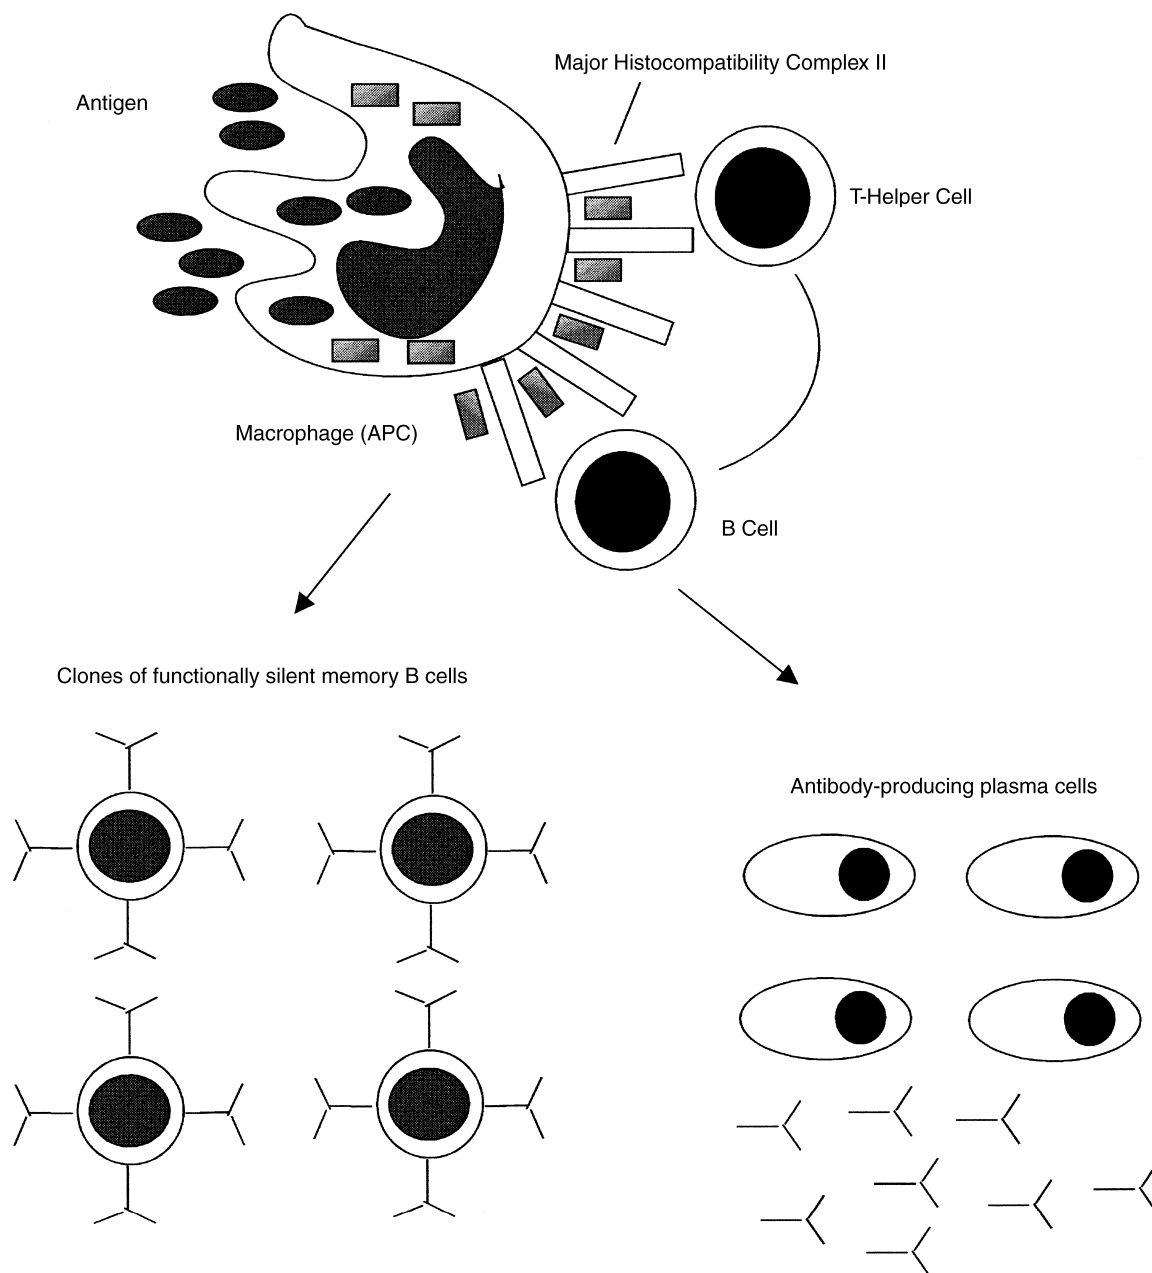 Major Histocompatibility Complex II
Antigen
T-Helper Cell
Macrophage (APC)
B Cell
Clones of functionally silent memory B cells
Antibody-producing plasma cells